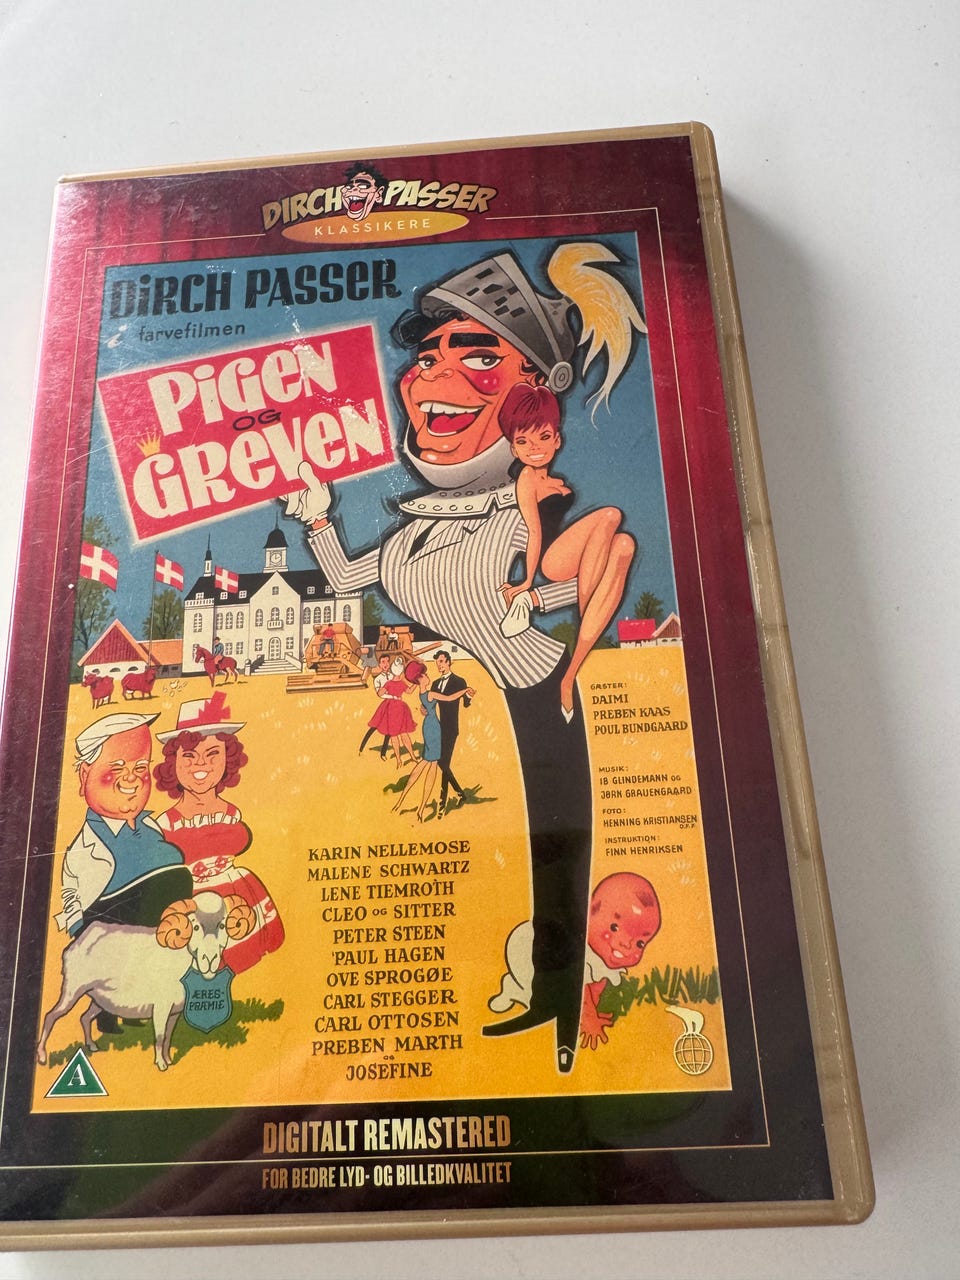 DIRCH PASSER
KLASSIKERE
DIRCH PASSER
i farvefilmen
PIGEN
OG
GREVEN
GÆSTER:
DAIMI
PREBEN KAAS
POUL BUNDGAARD
MUSIK:
IB GLINDEMANN OG
JØRN GRAUENGAARD
FOTO:
HENNING KRISTIANSEN
D.F.F.
INSTRUKTION:
FINN HENRIKSEN
KARIN NELLEMOSE
MALENE SCHWARTZ
LENE TIEMROTH
CLEO OG SITTER
PETER STEEN
PAUL HAGEN
OVE SPROGØE
CARL STEGGER
CARL OTTOSEN
PREBEN MARTH
OG
JOSEFINE
ÆRES-
PRÆMIE
A
DIGITALT REMASTERED
FOR BEDRE LYD- OG BILLEDKVALITET